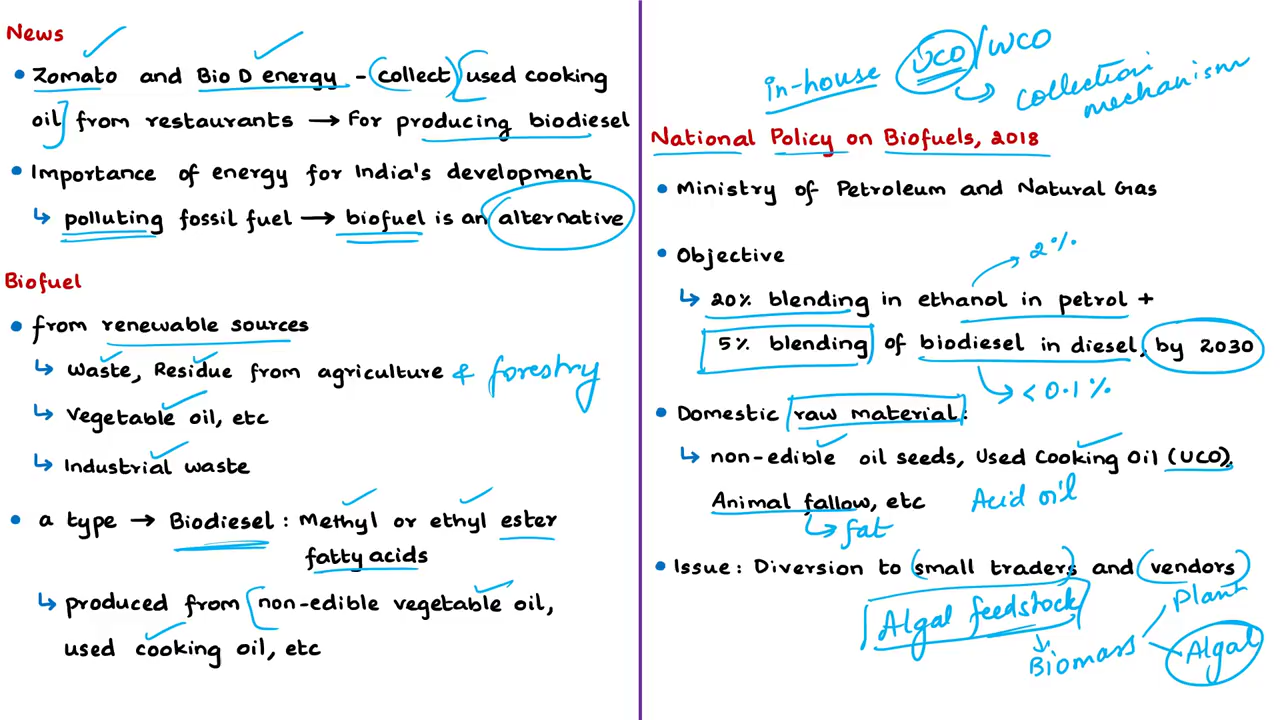 News
• Zomato and Bio D energy - collect used cooking
oil from restaurants → For producing biodiesel
• Importance of energy for India's development
↳ polluting fossil fuel → biofuel is an alternative
Biofuel
• from renewable sources
↳ Waste, Residue from agriculture & forestry
↳ Vegetable oil, etc
↳ Industrial waste
• a type → Biodiesel : Methyl or ethyl ester
fatty acids
↳ produced from [non-edible vegetable oil,
used cooking oil, etc
in-house UCO/WCO
↳ collection
mechanism
National Policy on Biofuels, 2018
• Ministry of Petroleum and Natural Gas
• Objective
→ 2%
↳ 20% blending in ethanol in petrol +
5% blending of biodiesel in diesel, by 2030
→ < 0.1%
• Domestic raw material:
↳ non-edible oil seeds, Used Cooking Oil (UCO),
Animal fallow, etc Acid oil
↳ fat
• Issue : Diversion to (small traders) and (vendors)
Algal feedstock
Plant
Biomass
Algal